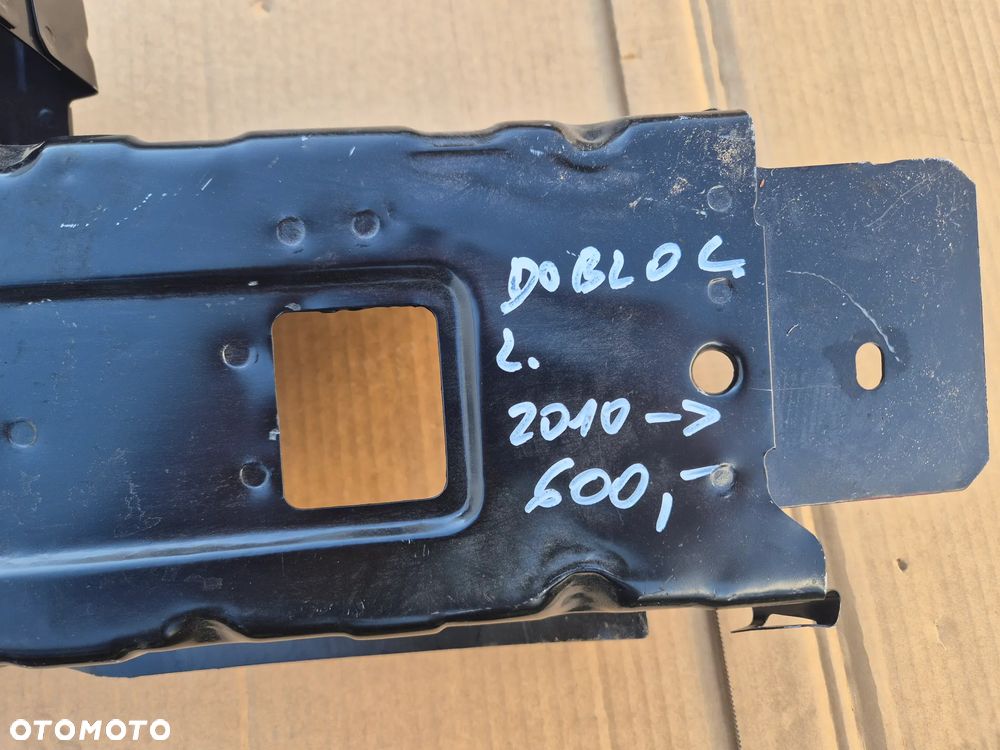 DOBLO L
L.
2010->
600,-
OTOMOTO